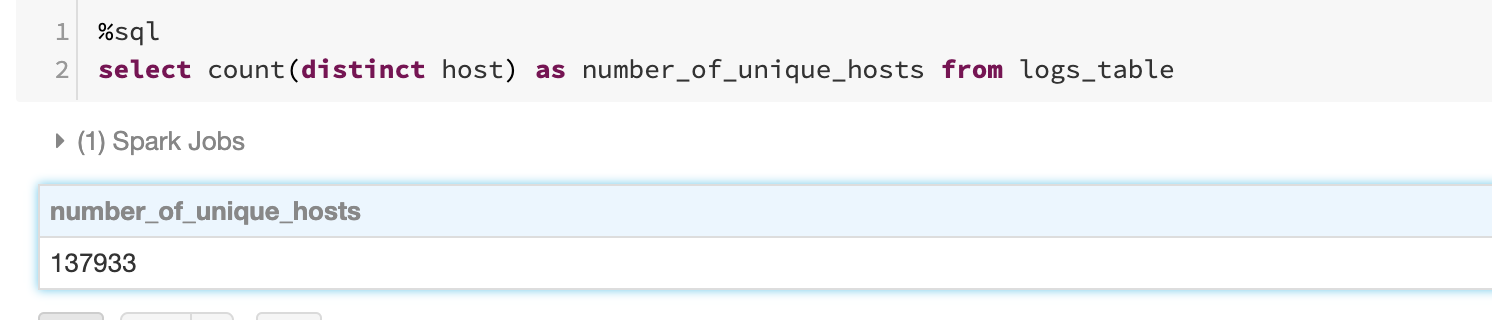 1 %sql
2 select count(distinct host) as number_of_unique_hosts from logs_table
(1) Spark Jobs
number_of_unique_hosts
137933